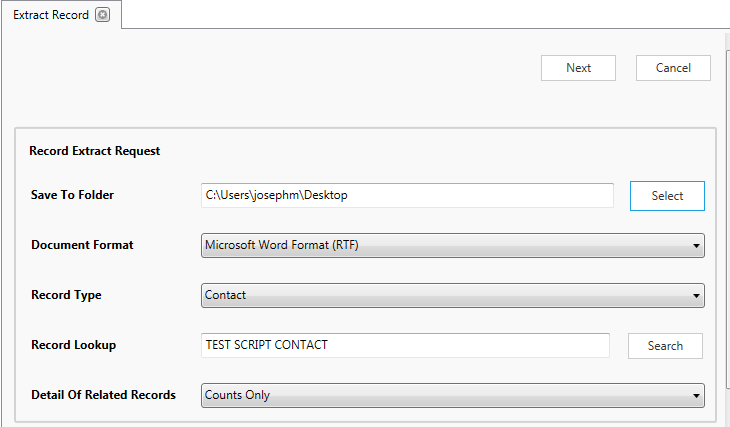 Extract Record
Next Cancel
Record Extract Request
Save To Folder C:\Users\josephm\Desktop Select
Document Format Microsoft Word Format (RTF)
Record Type Contact
Record Lookup TEST SCRIPT CONTACT Search
Detail Of Related Records Counts Only